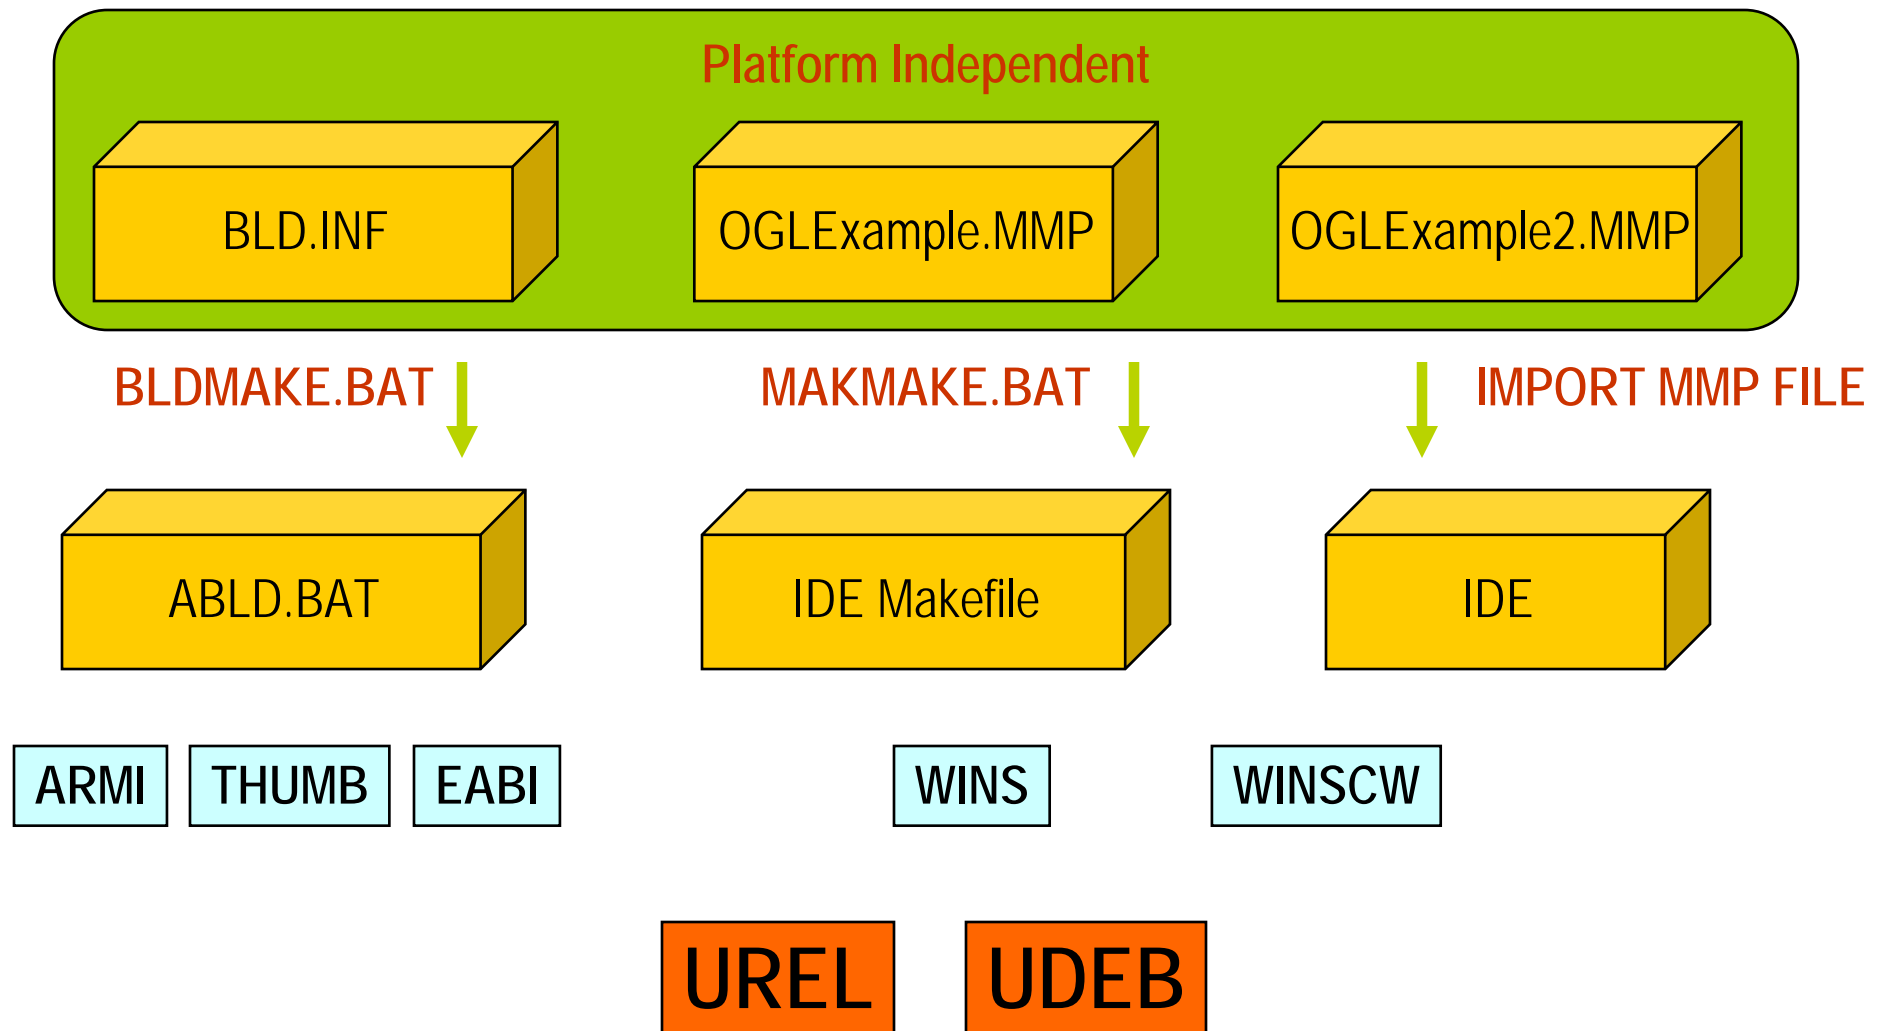 Platform Independent
BLD.INF
OGLExample.MMP
OGLExample2.MMP
BLDMAKE.BAT
MAKMAKE.BAT
IMPORT MMP FILE
ABLD.BAT
IDE Makefile
IDE
ARMI
THUMB
EABI
WINS
WINSCW
UREL
UDEB